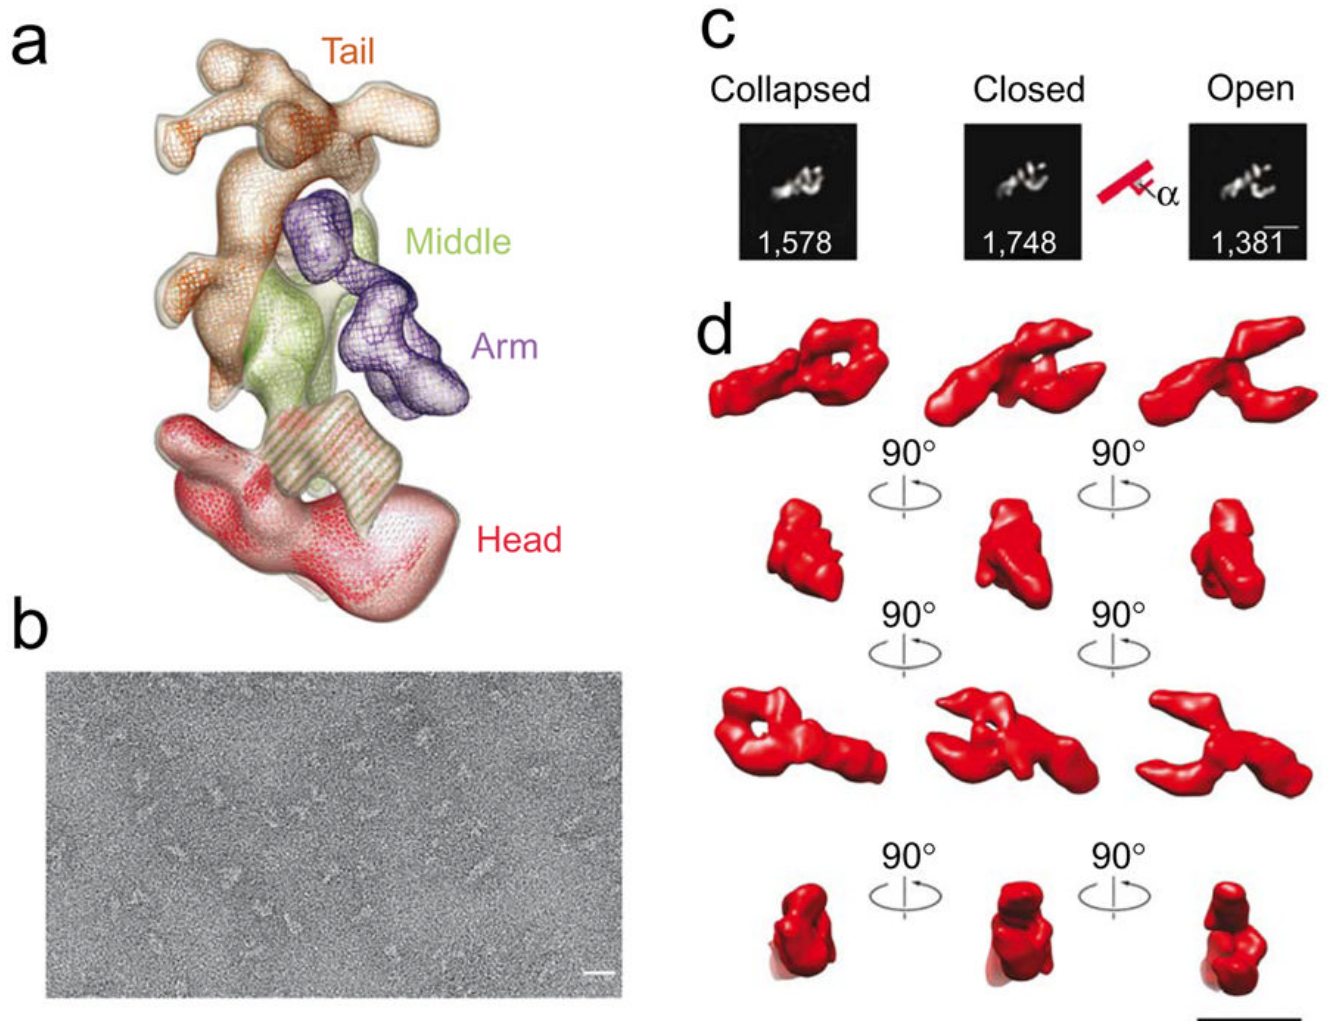 a
Tail
Middle
Arm
Head
b
c
Collapsed
Closed
Open
α
1,578
1,748
1,381
d
90°
90°
90°
90°
90°
90°